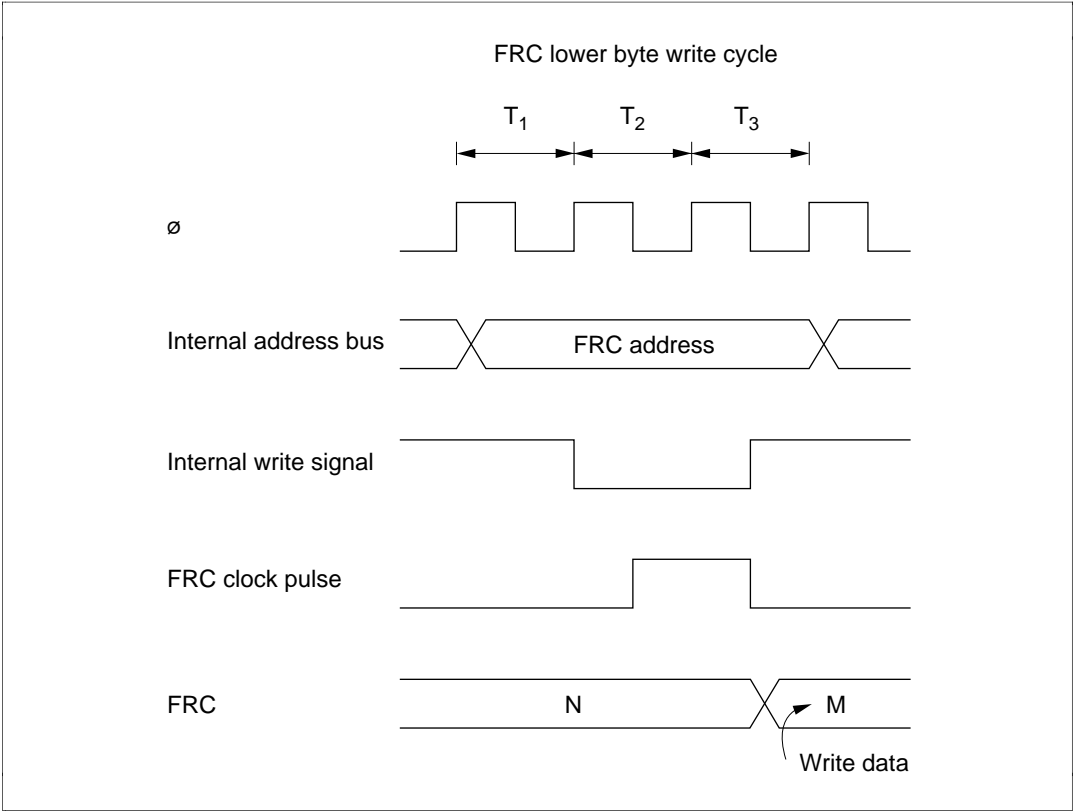 FRC lower byte write cycle
T1 T2 T3
ø
Internal address bus
FRC address
Internal write signal
FRC clock pulse
FRC
N
M
Write data